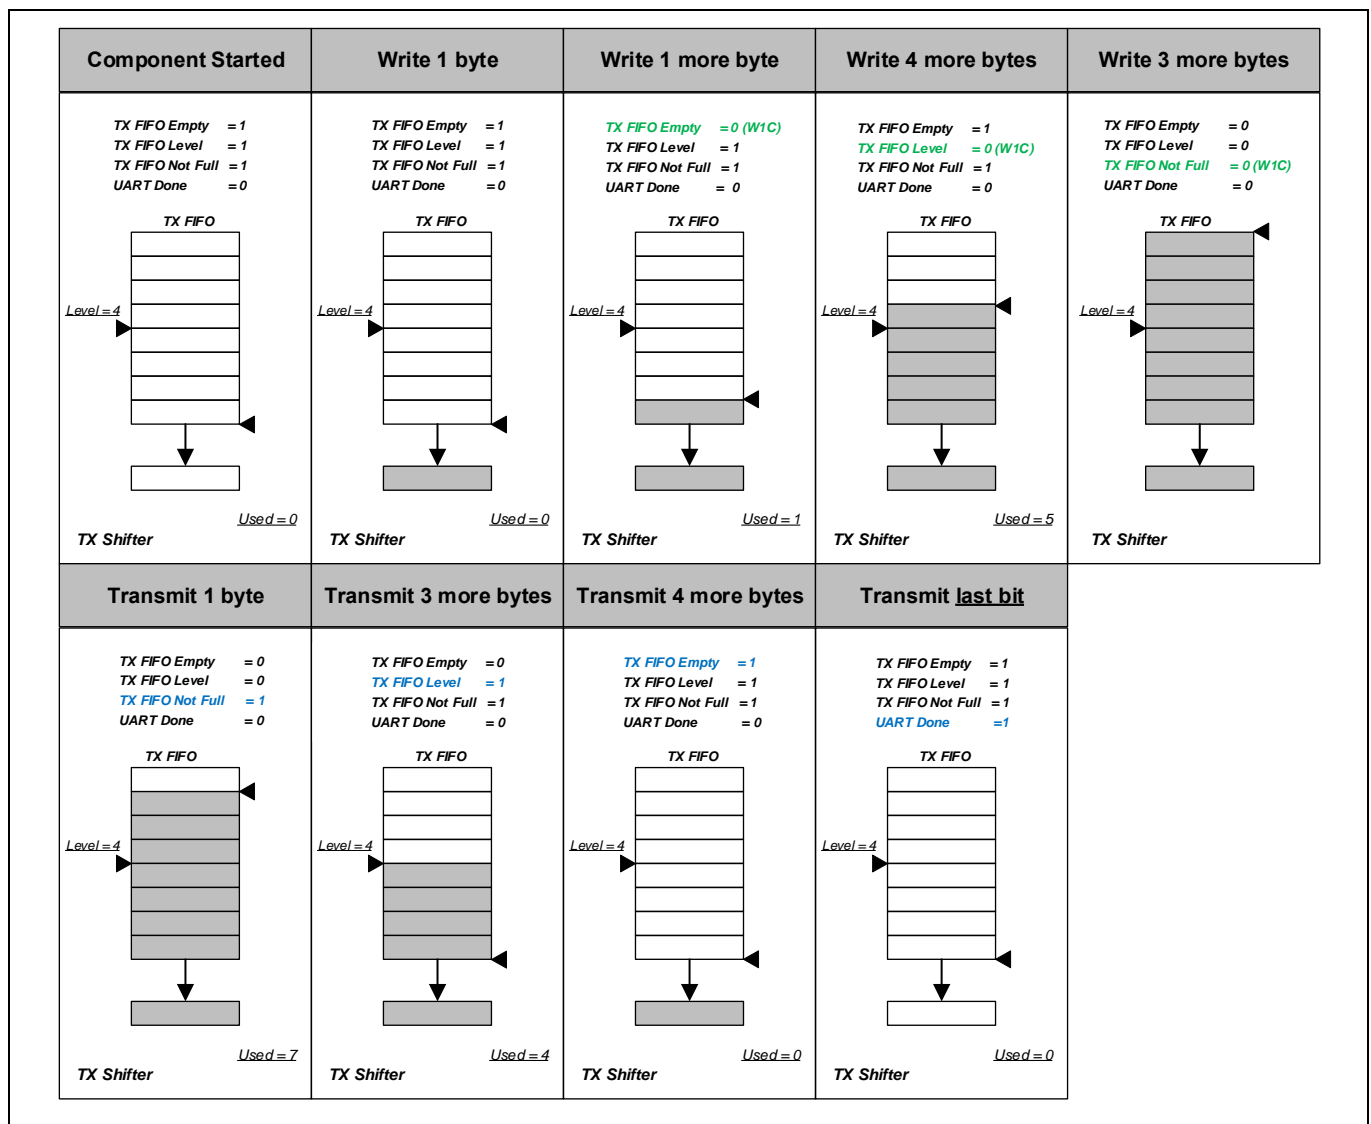 Component Started
Write 1 byte
Write 1 more byte
Write 4 more bytes
Write 3 more bytes
TX FIFO Empty = 1
TX FIFO Level = 1
TX FIFO Not Full = 1
UART Done = 0
TX FIFO
Level = 4
Used = 0
TX Shifter
TX FIFO Empty = 1
TX FIFO Level = 1
TX FIFO Not Full = 1
UART Done = 0
TX FIFO
Level = 4
Used = 0
TX FIFO Empty = 0 (W1C)
TX FIFO Level = 1
TX FIFO Not Full = 1
UART Done = 0
TX FIFO
Level = 4
Used = 1
TX FIFO Empty = 1
TX FIFO Level = 0 (W1C)
TX FIFO Not Full = 1
UART Done = 0
TX FIFO
Level = 4
Used = 5
TX Shifter
TX FIFO Empty = 0
TX FIFO Level = 0
TX FIFO Not Full = 0 (W1C)
UART Done = 0
TX FIFO
Level = 4
TX Shifter
Transmit 1 byte
Transmit 3 more bytes
Transmit 4 more bytes
Transmit last bit
TX FIFO Empty = 0
TX FIFO Level = 0
TX FIFO Not Full = 1
UART Done = 0
TX FIFO
Level = 4
Used = 7
TX Shifter
TX FIFO Empty = 0
TX FIFO Level = 1
TX FIFO Not Full = 1
UART Done = 0
TX FIFO
Level = 4
Used = 4
TX Shifter
TX FIFO Empty = 1
TX FIFO Level = 1
TX FIFO Not Full = 1
UART Done = 0
TX FIFO
Level = 4
Used = 0
TX Shifter
TX FIFO Empty = 1
TX FIFO Level = 1
TX FIFO Not Full = 1
UART Done =1
TX FIFO
Level = 4
Used = 0
TX Shifter